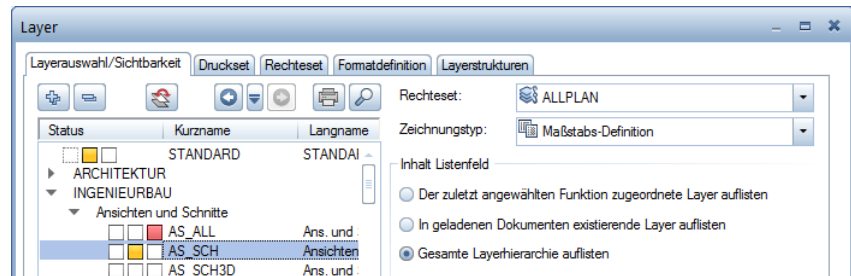 Layer
Layerauswahl/Sichtbarkeit Druckset Rechteset Formatdefinition Layerstrukturen
Rechteset: ALLPLAN
Status Kurzname Langname
Zeichnungstyp: Maßstabs-Definition
STANDARD STANDAI
ARCHITEKTUR
Inhalt Listenfeld
INGENIEURBAU
Der zuletzt angewählten Funktion zugeordnete Layer auflisten
Ansichten und Schnitte
AS_ALL Ans. und
In geladenen Dokumenten existierende Layer auflisten
AS_SCH Ansichten
Gesamte Layerhierarchie auflisten
AS_SCH3D Ans. und